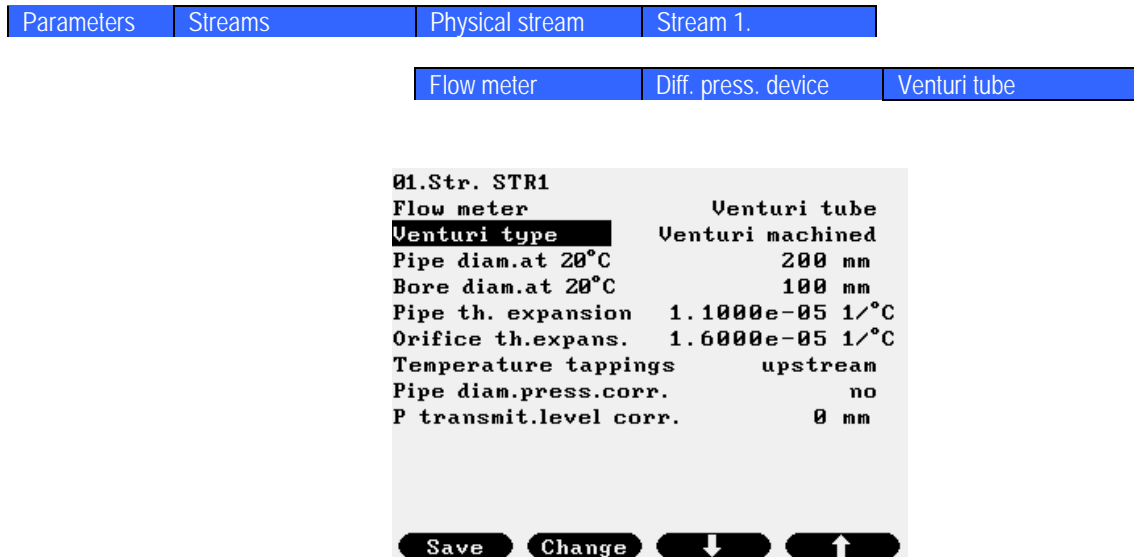 Parameters Streams Physical stream Stream 1.
Flow meter Diff. press. device Venturi tube
01.Str. STR1
Flow meter Venturi tube
Venturi type Venturi machined
Pipe diam.at 20°C 200 mm
Bore diam.at 20°C 100 mm
Pipe th. expansion 1.1000e-05 1/°C
Orifice th.expans. 1.6000e-05 1/°C
Temperature tappings upstream
Pipe diam.press.corr. no
P transmit.level corr. 0 mm
Save Change ↓ ↑